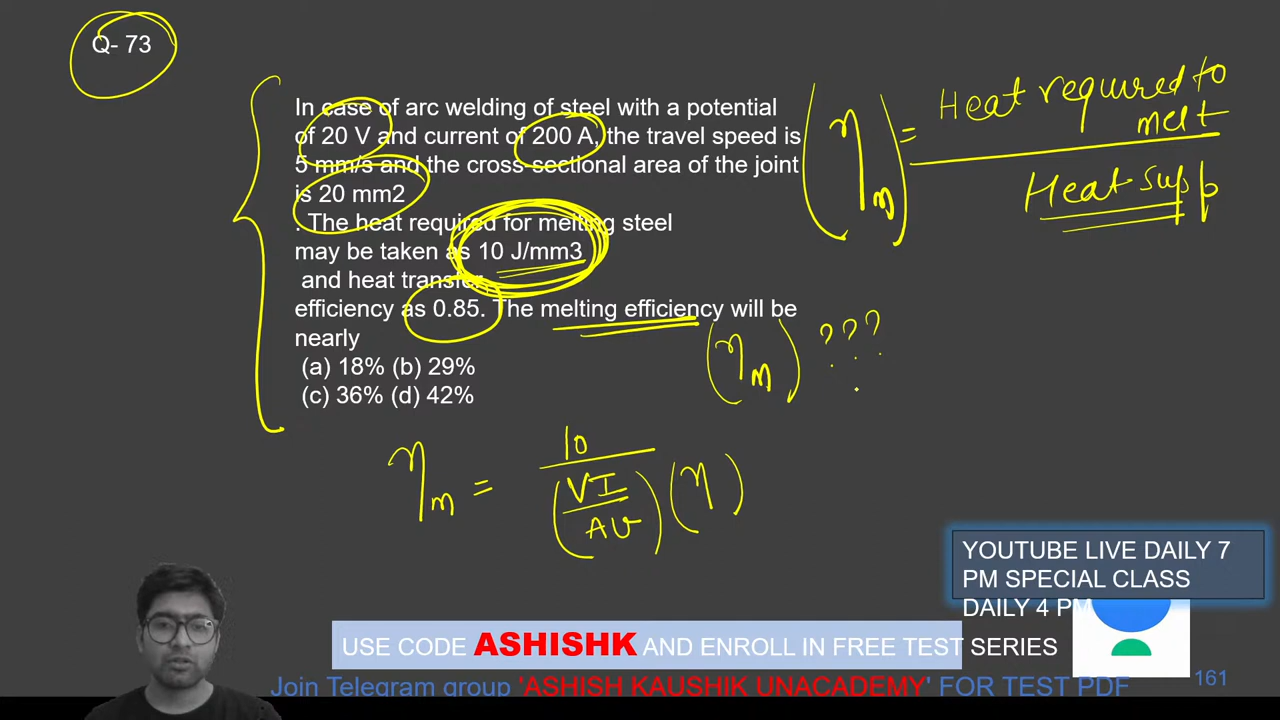 Q- 73
In case of arc welding of steel with a potential
of 20 V and current of 200 A, the travel speed is
5 mm/s and the cross-sectional area of the joint
is 20 mm2
. The heat required for melting steel
may be taken as 10 J/mm3
and heat transfer
efficiency as 0.85. The melting efficiency will be
nearly
(a) 18% (b) 29%
(c) 36% (d) 42%
(η_m) = Heat required to melt / Heat supp
(η_m) ???
η_m = 10 / (VI/AV) (η)
YOUTUBE LIVE DAILY 7
PM SPECIAL CLASS
DAILY 4 PM
USE CODE ASHISHK AND ENROLL IN FREE TEST SERIES
Join Telegram group 'ASHISH KAUSHIK UNACADEMY' FOR TEST PDF
161